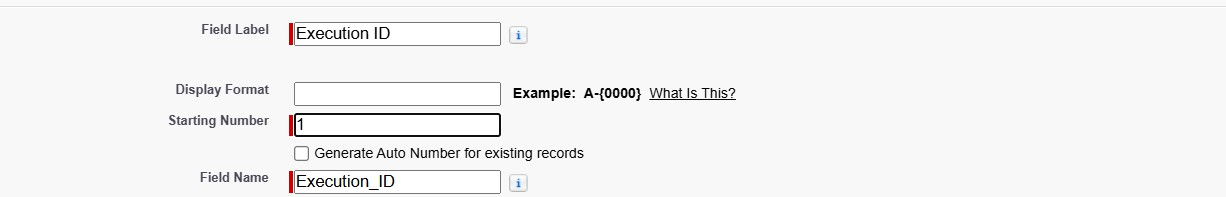 Field Label Execution ID i
Display Format Example: A-{0000} What Is This?
Starting Number 1
Generate Auto Number for existing records
Field Name Execution_ID i